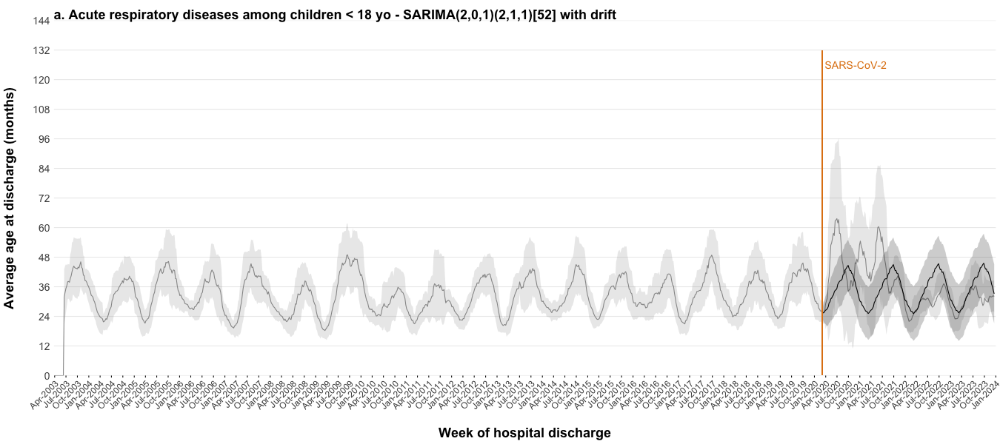 a. Acute respiratory diseases among children < 18 yo - SARIMA(2,0,1)(2,1,1)[52] with drift
Average age at discharge (months)
144
132
120
108
96
84
72
60
48
36
24
12
0
SARS-CoV-2
Apr-2003
Jul-2003
Oct-2003
Jan-2004
Apr-2004
Jul-2004
Oct-2004
Jan-2005
Apr-2005
Jul-2005
Oct-2005
Jan-2006
Apr-2006
Jul-2006
Oct-2006
Jan-2007
Apr-2007
Jul-2007
Oct-2007
Jan-2008
Apr-2008
Jul-2008
Oct-2008
Jan-2009
Apr-2009
Jul-2009
Oct-2009
Jan-2010
Apr-2010
Jul-2010
Oct-2010
Jan-2011
Apr-2011
Jul-2011
Oct-2011
Jan-2012
Apr-2012
Jul-2012
Oct-2012
Jan-2013
Apr-2013
Jul-2013
Oct-2013
Jan-2014
Apr-2014
Jul-2014
Oct-2014
Jan-2015
Apr-2015
Jul-2015
Oct-2015
Jan-2016
Apr-2016
Jul-2016
Oct-2016
Jan-2017
Apr-2017
Jul-2017
Oct-2017
Jan-2018
Apr-2018
Jul-2018
Oct-2018
Jan-2019
Apr-2019
Jul-2019
Oct-2019
Jan-2020
Apr-2020
Jul-2020
Oct-2020
Jan-2021
Apr-2021
Jul-2021
Oct-2021
Jan-2022
Apr-2022
Jul-2022
Oct-2022
Jan-2023
Apr-2023
Jul-2023
Oct-2023
Jan-2024
Week of hospital discharge